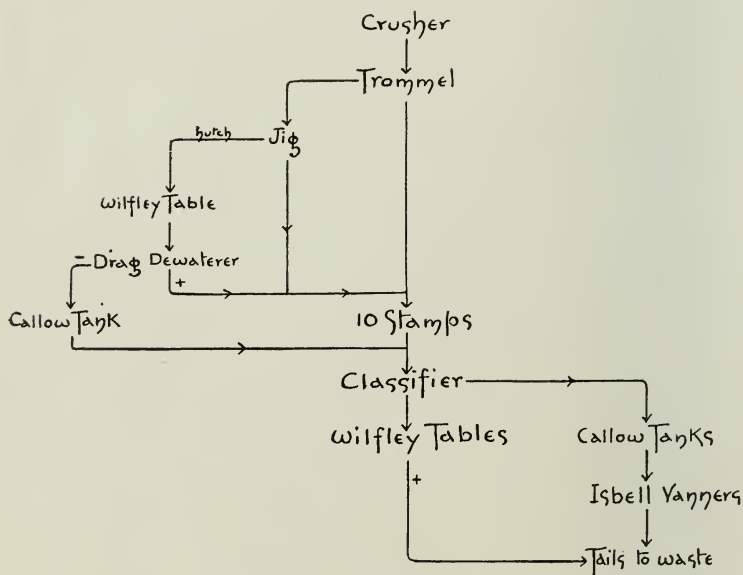 Crusher
Trommel
hutch
Jig
Wilfley Table
- Drag Dewaterer
+
Callow Tank
10 Stamps
Classifier
Wilfley Tables
Callow Tanks
+
Isbell Vanners
Tails to waste